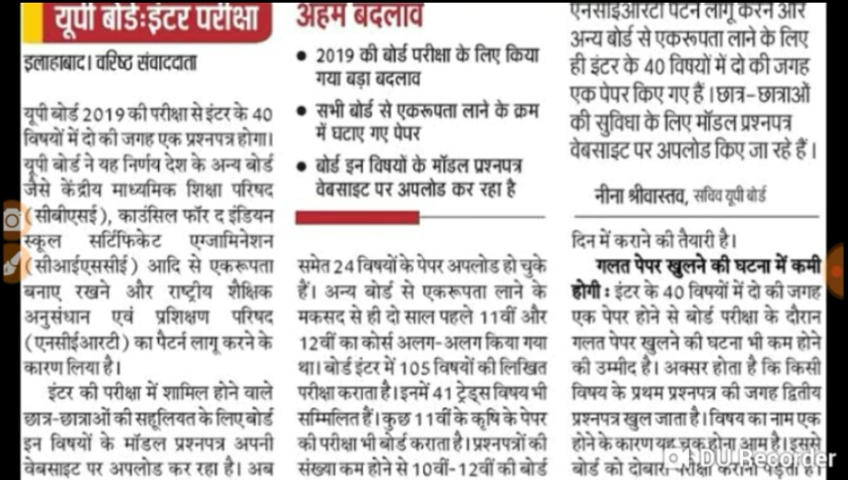 यूपी बोर्ड:इंटर परीक्षा
इलाहाबाद। वरिष्ठ संवाददाता
यूपी बोर्ड 2019 की परीक्षा से इंटर के 40
विषयों में दो की जगह एक प्रश्नपत्र होगा।
यूपी बोर्ड ने यह निर्णय देश के अन्य बोर्ड
जैसे केंद्रीय माध्यमिक शिक्षा परिषद
(सीबीएसई), काउंसिल फॉर द इंडियन
स्कूल सर्टिफिकेट एग्जामिनेशन
(सीआईएससीई) आदि से एकरूपता
बनाए रखने और राष्ट्रीय शैक्षिक
अनुसंधान एवं प्रशिक्षण परिषद
(एनसीईआरटी) का पैटर्न लागू करने के
कारण लिया है।
इंटर की परीक्षा में शामिल होने वाले
छात्र-छात्राओं की सहूलियत के लिए बोर्ड
इन विषयों के मॉडल प्रश्नपत्र अपनी
वेबसाइट पर अपलोड कर रहा है। अब
अहम बदलाव
• 2019 की बोर्ड परीक्षा के लिए किया
गया बड़ा बदलाव
• सभी बोर्ड से एकरूपता लाने के क्रम
में घटाए गए पेपर
• बोर्ड इन विषयों के मॉडल प्रश्नपत्र
वेबसाइट पर अपलोड कर रहा है
समेत 24 विषयों के पेपर अपलोड हो चुके
हैं। अन्य बोर्ड से एकरूपता लाने के
मकसद से ही दो साल पहले 11वीं और
12वीं का कोर्स अलग-अलग किया गया
था। बोर्ड इंटर में 105 विषयों की लिखित
परीक्षा कराता है। इनमें 41 ट्रेड्स विषय भी
सम्मिलित हैं। कुछ 11वीं के कृषि के पेपर
की परीक्षा भी बोर्ड कराता है। प्रश्नपत्रों की
संख्या कम होने से 10वीं-12वीं की बोर्ड
एनसीइआरटी पैटर्न लागू करने और
अन्य बोर्ड से एकरूपता लाने के लिए
ही इंटर के 40 विषयों में दो की जगह
एक पेपर किए गए हैं। छात्र-छात्राओं
की सुविधा के लिए मॉडल प्रश्नपत्र
वेबसाइट पर अपलोड किए जा रहे हैं।
नीना श्रीवास्तव, सचिव यूपी बोर्ड
दिन में कराने की तैयारी है।
गलत पेपर खुलने की घटना में कमी
होगी : इंटर के 40 विषयों में दो की जगह
एक पेपर होने से बोर्ड परीक्षा के दौरान
गलत पेपर खुलने की घटना भी कम होने
की उम्मीद है। अक्सर होता है कि किसी
विषय के प्रथम प्रश्नपत्र की जगह द्वितीय
प्रश्नपत्र खुल जाता है। विषय का नाम एक
होने के कारण यह चूक होना आम है। इससे
बोर्ड को दोबारा परीक्षा करानी पड़ती है।
DU Recorder